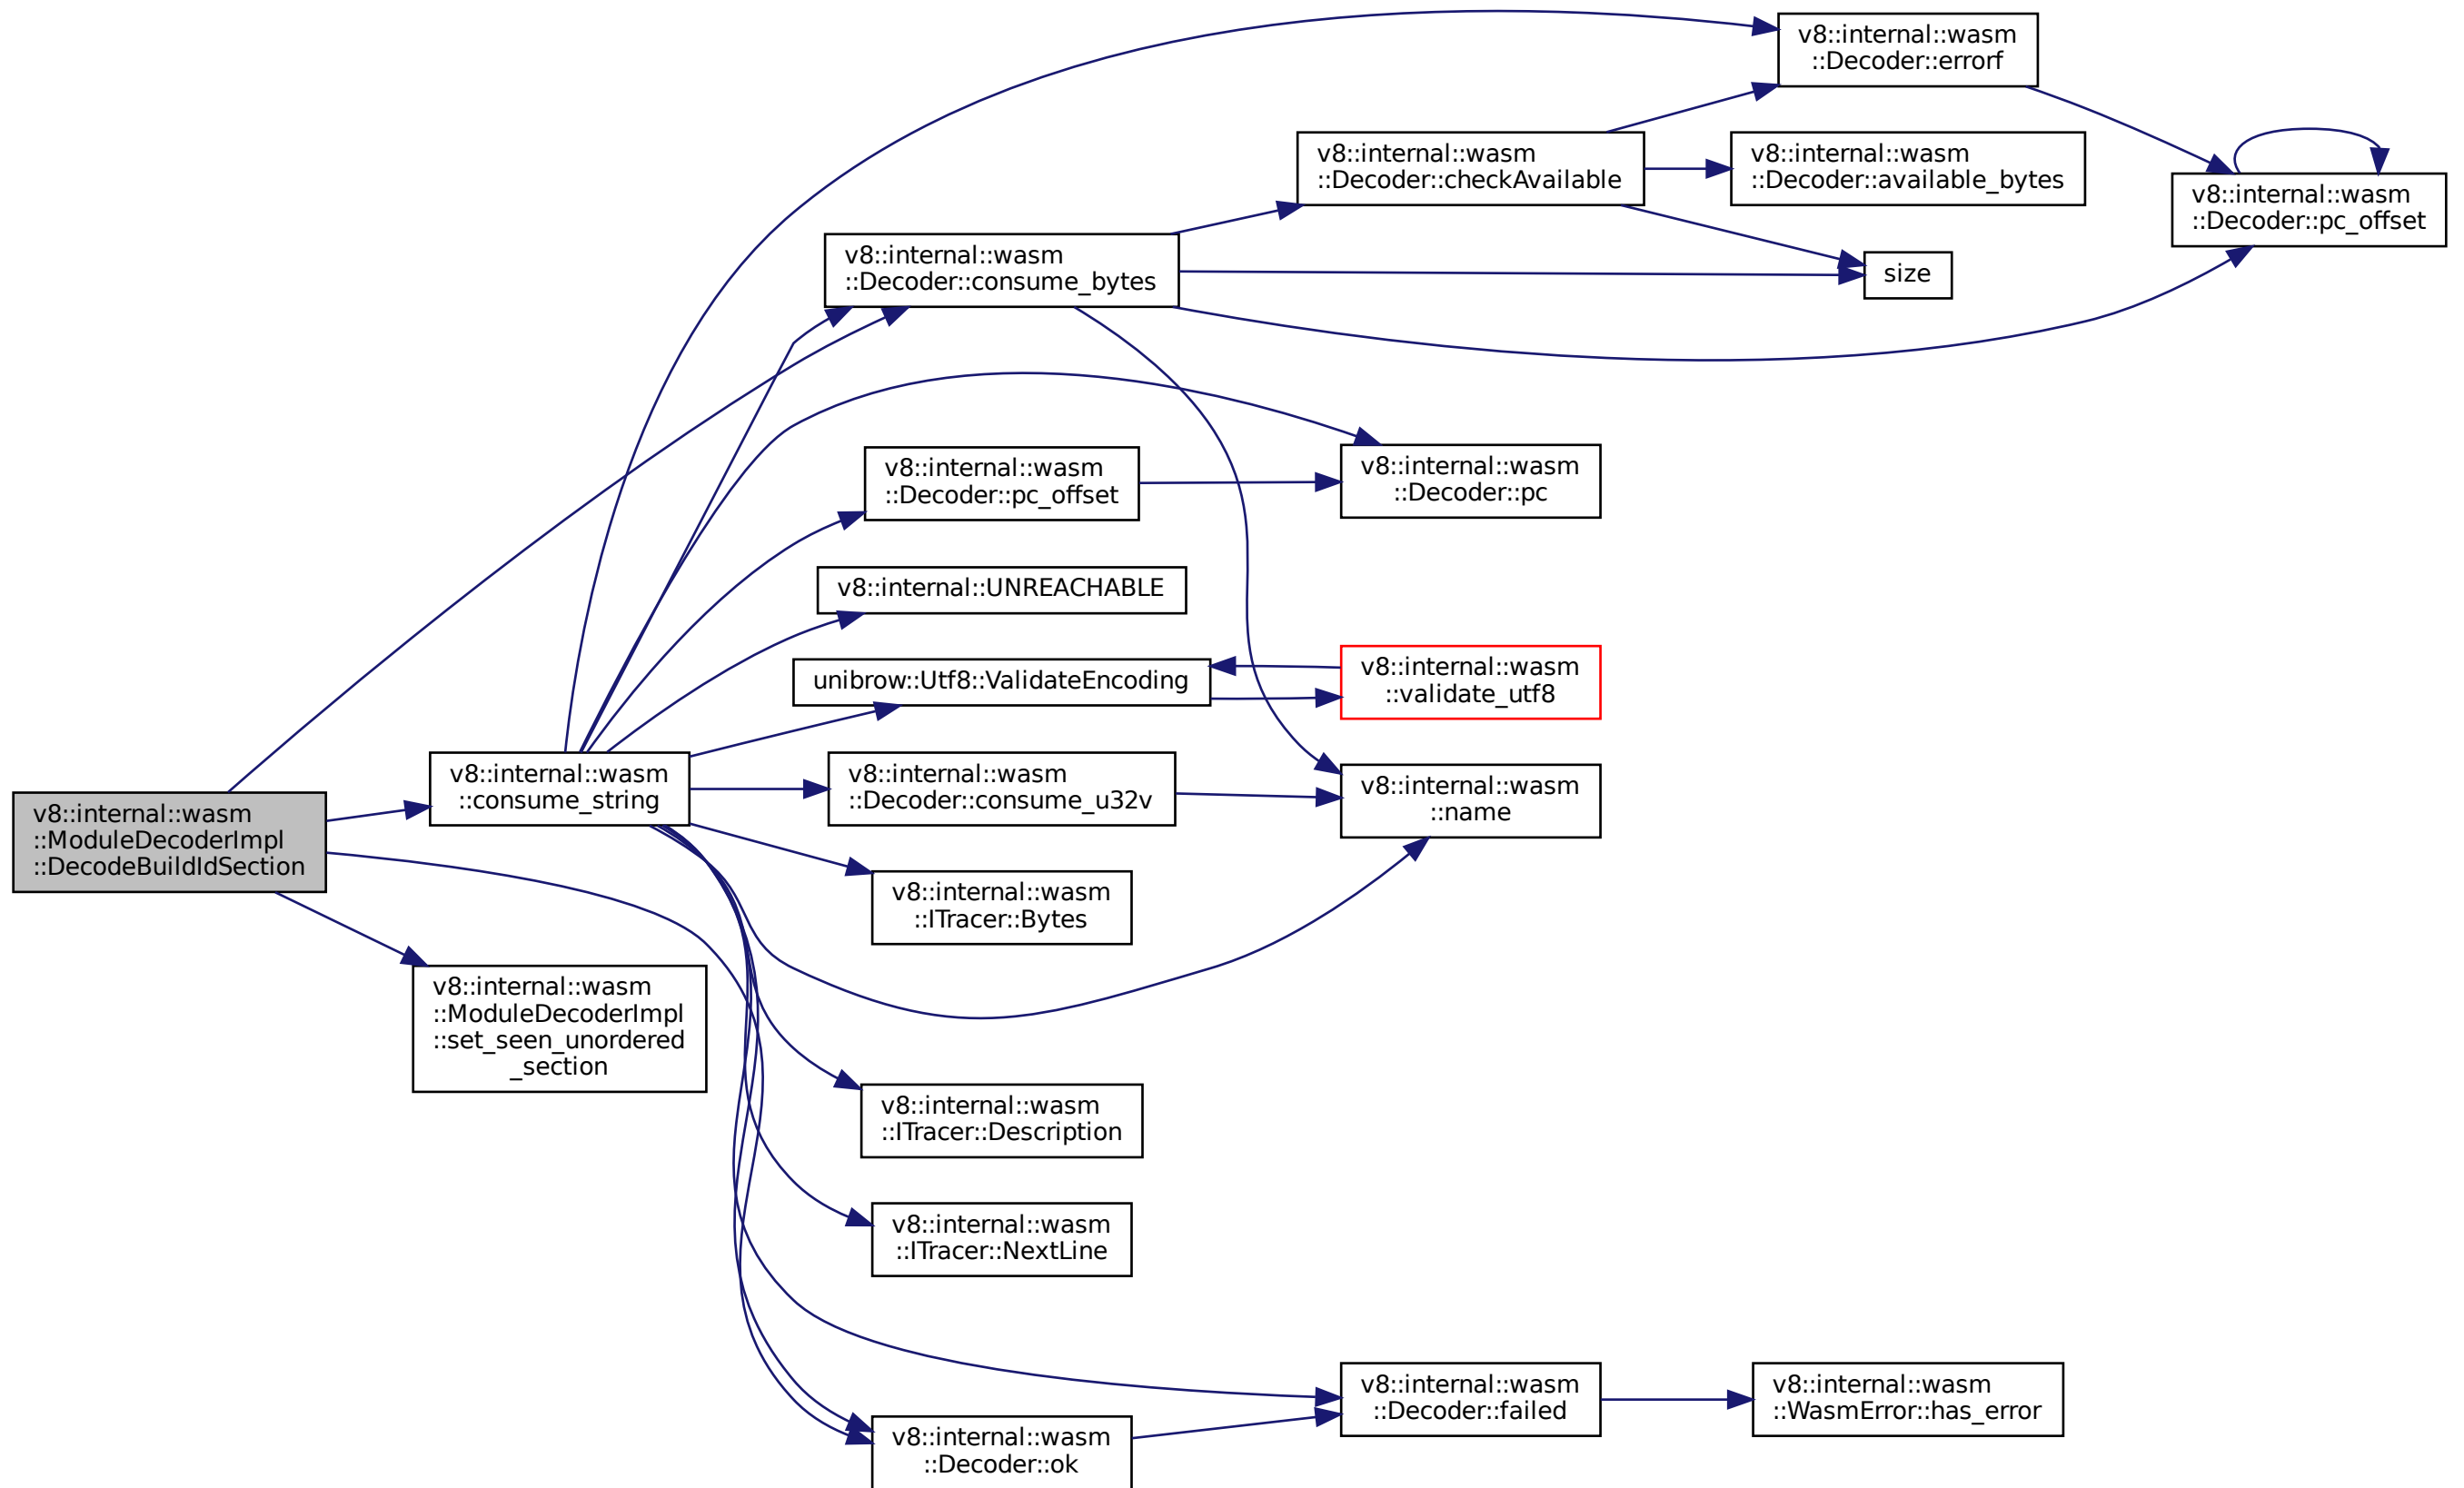 v8::internal::wasm
::Decoder::errorf
v8::internal::wasm
::Decoder::checkAvailable
v8::internal::wasm
::Decoder::available_bytes
v8::internal::wasm
::Decoder::pc_offset
v8::internal::wasm
::Decoder::consume_bytes
size
v8::internal::wasm
::Decoder::pc_offset
v8::internal::wasm
::Decoder::pc
v8::internal::UNREACHABLE
unibrow::Utf8::ValidateEncoding
v8::internal::wasm
::validate_utf8
v8::internal::wasm
::ModuleDecoderImpl
::DecodeBuildIdSection
v8::internal::wasm
::consume_string
v8::internal::wasm
::Decoder::consume_u32v
v8::internal::wasm
::name
v8::internal::wasm
::ITracer::Bytes
v8::internal::wasm
::ModuleDecoderImpl
::set_seen_unordered
_section
v8::internal::wasm
::ITracer::Description
v8::internal::wasm
::ITracer::NextLine
v8::internal::wasm
::Decoder::failed
v8::internal::wasm
::WasmError::has_error
v8::internal::wasm
::Decoder::ok